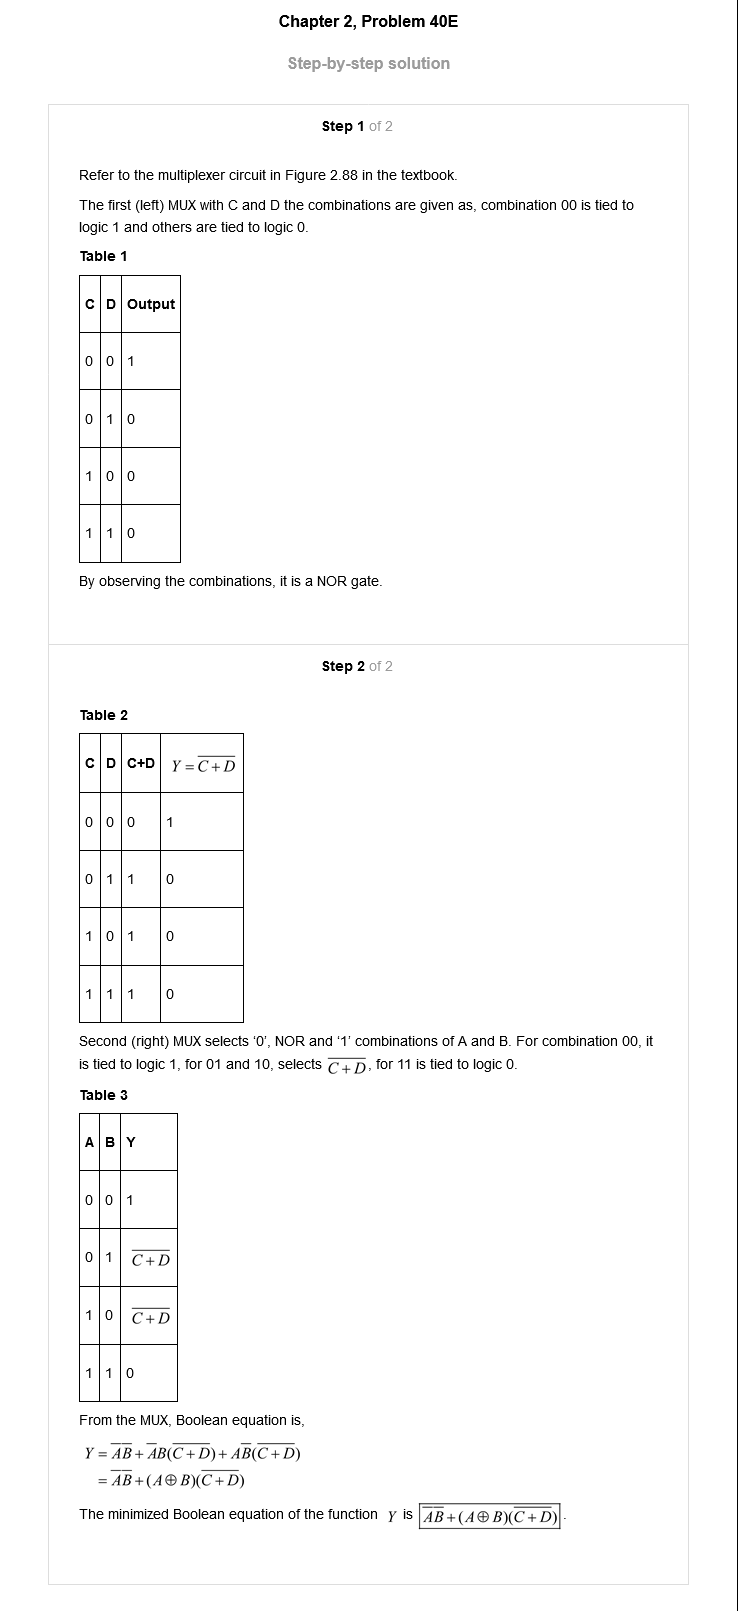 Chapter 2, Problem 40E
Step-by-step solution
Step 1 of 2
Refer to the multiplexer circuit in Figure 2.88 in the textbook.
The first (left) MUX with C and D the combinations are given as, combination 00 is tied to
logic 1 and others are tied to logic 0.
Table 1
C D Output
0 0 1
0 1 0
1 0 0
1 1 0
By observing the combinations, it is a NOR gate.
Step 2 of 2
Table 2
C D C+D Y = \overline{C+D}
0 0 0 1
0 1 1 0
1 0 1 0
1 1 1 0
Second (right) MUX selects ‘0’, NOR and ‘1’ combinations of A and B. For combination 00, it
is tied to logic 1, for 01 and 10, selects \overline{C+D}, for 11 is tied to logic 0.
Table 3
A B Y
0 0 1
0 1 \overline{C+D}
1 0 \overline{C+D}
1 1 0
From the MUX, Boolean equation is,
Y = \overline{A}\overline{B} + \overline{A}B(\overline{C+D}) + A\overline{B}(\overline{C+D})
= \overline{A}\overline{B} + (A⊕B)(\overline{C+D})
The minimized Boolean equation of the function Y is \overline{A}\overline{B} + (A⊕B)(\overline{C+D}).